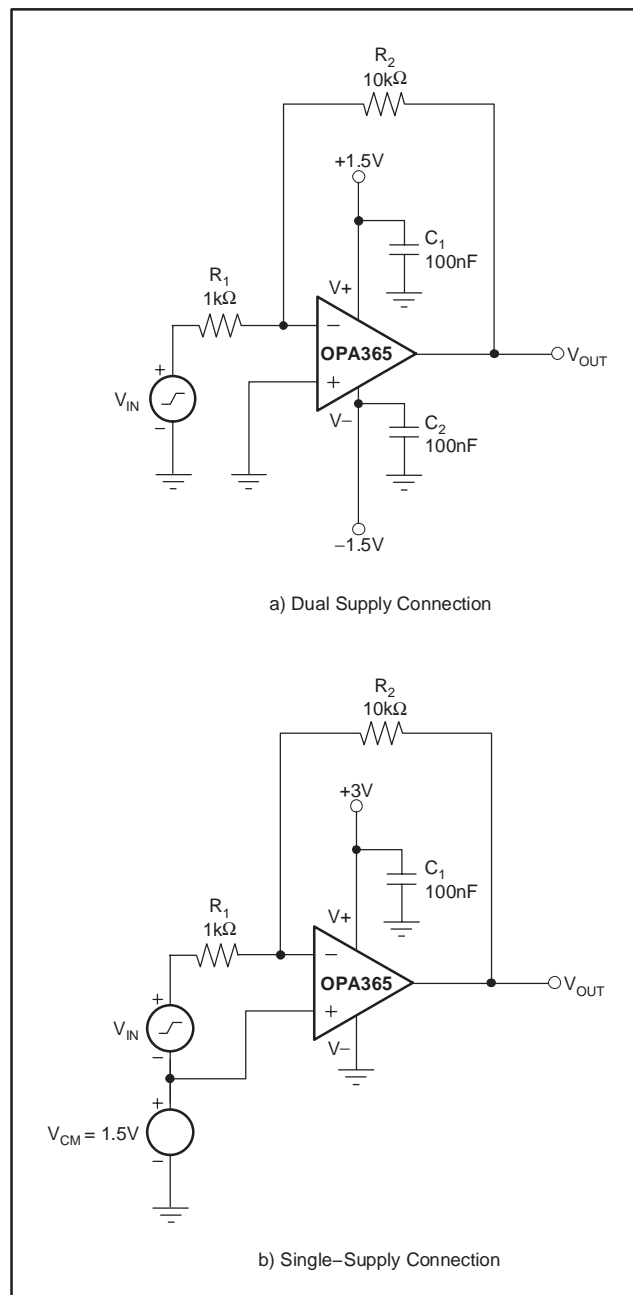 R2
10kΩ
+1.5V
C1
100nF
R1
1kΩ
V+
−
OPA365
+
VOUT
+
VIN
−
V−
C2
100nF
−1.5V
a) Dual Supply Connection
R2
10kΩ
+3V
C1
100nF
R1
1kΩ
V+
−
OPA365
+
VOUT
+
VIN
−
V−
+
VCM = 1.5V
−
b) Single−Supply Connection